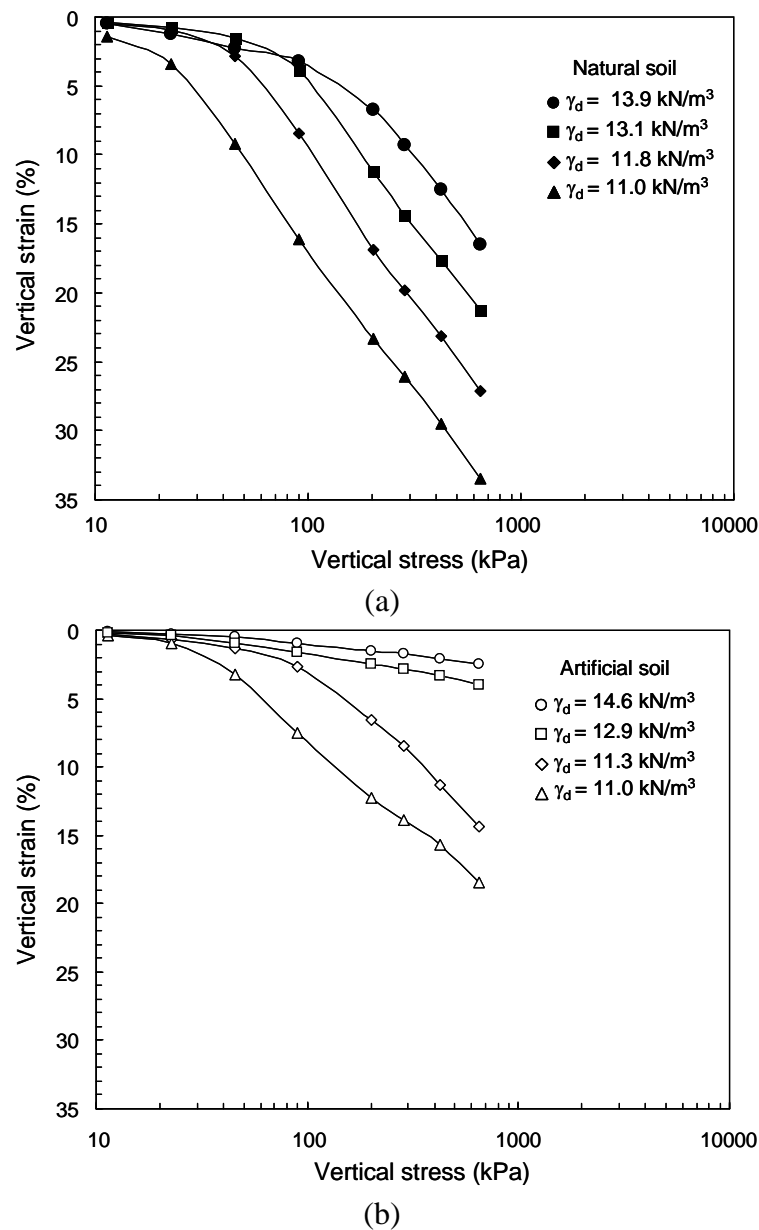 0
5
10
15
20
25
30
35
Vertical strain (%)
Natural soil
γd = 13.9 kN/m³
γd = 13.1 kN/m³
γd = 11.8 kN/m³
γd = 11.0 kN/m³
10 100 1000 10000
Vertical stress (kPa)
(a)
0
5
10
15
20
25
30
35
Vertical strain (%)
Artificial soil
γd = 14.6 kN/m³
γd = 12.9 kN/m³
γd = 11.3 kN/m³
γd = 11.0 kN/m³
10 100 1000 10000
Vertical stress (kPa)
(b)